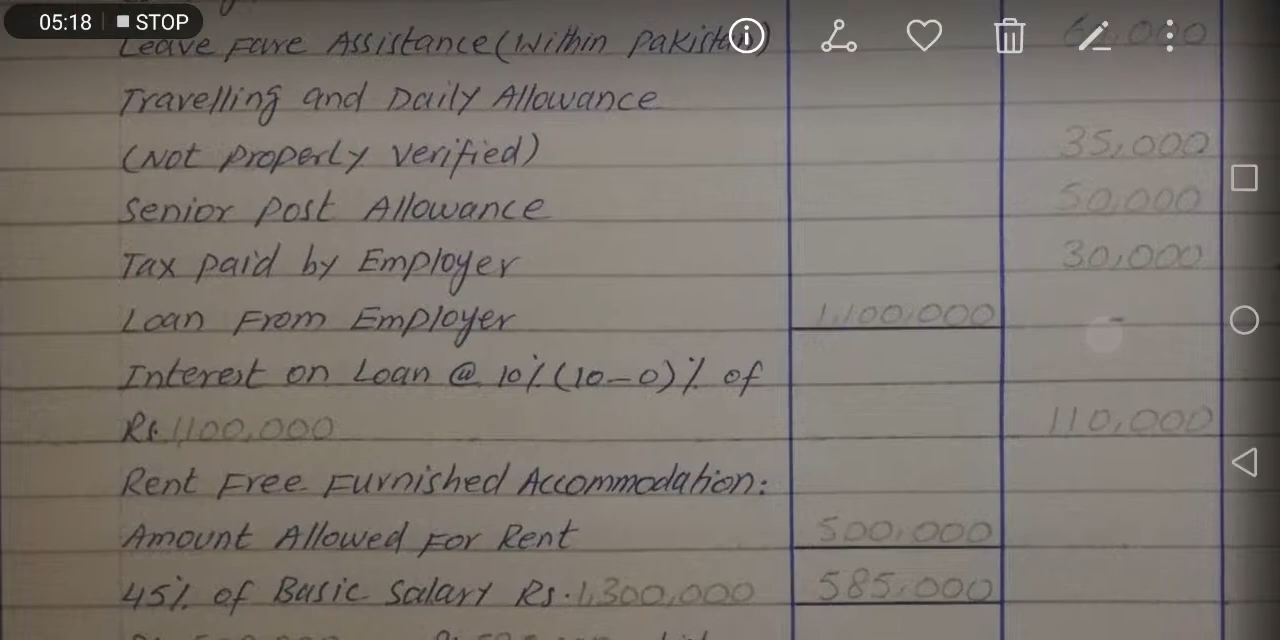 05:18 STOP
Leave Fare Assistance (Within Pakistan)
Travelling and Daily Allowance
(Not Properly Verified) 35,000
Senior Post Allowance 50,000
Tax paid by Employer 30,000
Loan From Employer 1,100,000
Interest on Loan @ 10% (10-0)% of
Rs. 1,100,000 110,000
Rent Free Furnished Accommodation:
Amount Allowed For Rent 500,000
45% of Basic Salary Rs. 1,300,000 585,000